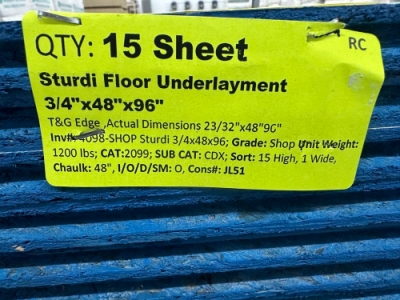 QTY: 15 Sheet
RC
Sturdi Floor Underlayment
3/4"x48"x96"
T&G Edge ,Actual Dimensions 23/32"x48"96"
Inv#: 4098-SHOP Sturdi 3/4x48x96; Grade: Shop Unit Weight:
1200 lbs; CAT:2099; SUB CAT: CDX; Sort: 15 High, 1 Wide,
Chaulk: 48", I/O/D/SM: O, Cons#: JL51